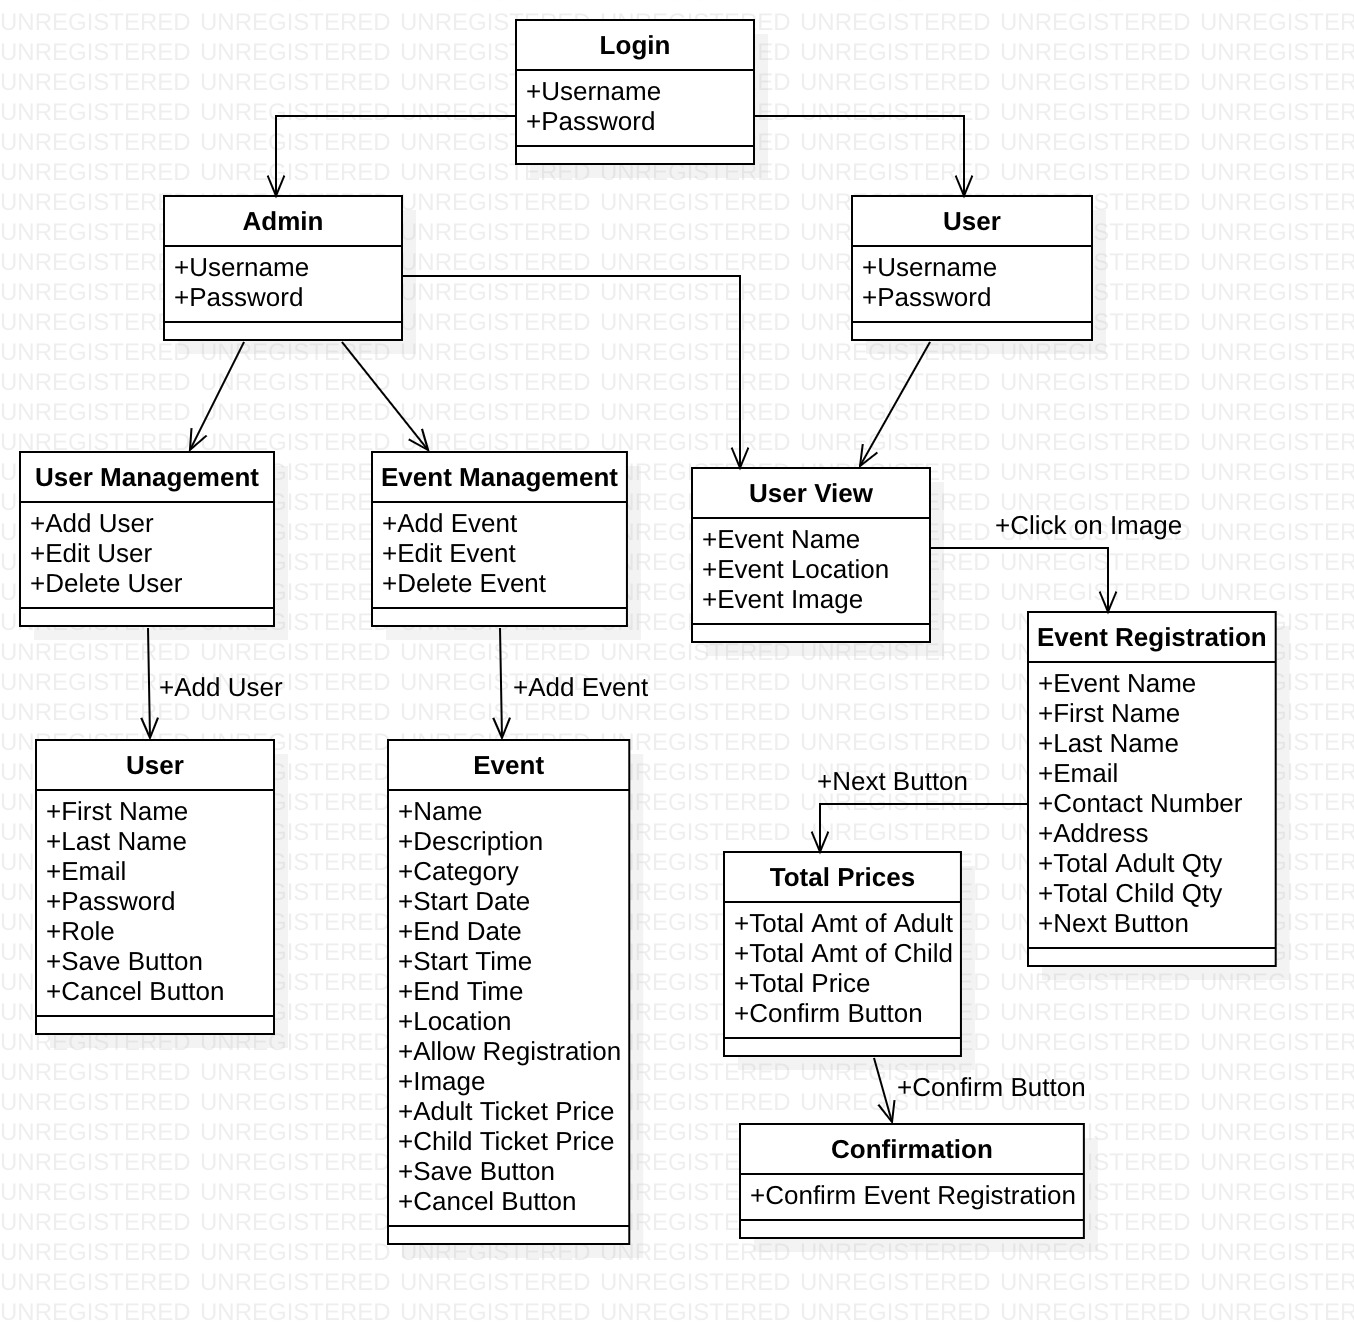 Login
+Username
+Password
Admin
+Username
+Password
User
+Username
+Password
User Management
+Add User
+Edit User
+Delete User
Event Management
+Add Event
+Edit Event
+Delete Event
User View
+Event Name
+Event Location
+Event Image
+Click on Image
Event Registration
+Event Name
+First Name
+Last Name
+Email
+Contact Number
+Address
+Total Adult Qty
+Total Child Qty
+Next Button
+Add User
+Add Event
User
+First Name
+Last Name
+Email
+Password
+Role
+Save Button
+Cancel Button
Event
+Name
+Description
+Category
+Start Date
+End Date
+Start Time
+End Time
+Location
+Allow Registration
+Image
+Adult Ticket Price
+Child Ticket Price
+Save Button
+Cancel Button
+Next Button
Total Prices
+Total Amt of Adult
+Total Amt of Child
+Total Price
+Confirm Button
+Confirm Button
Confirmation
+Confirm Event Registration
UNREGISTERED